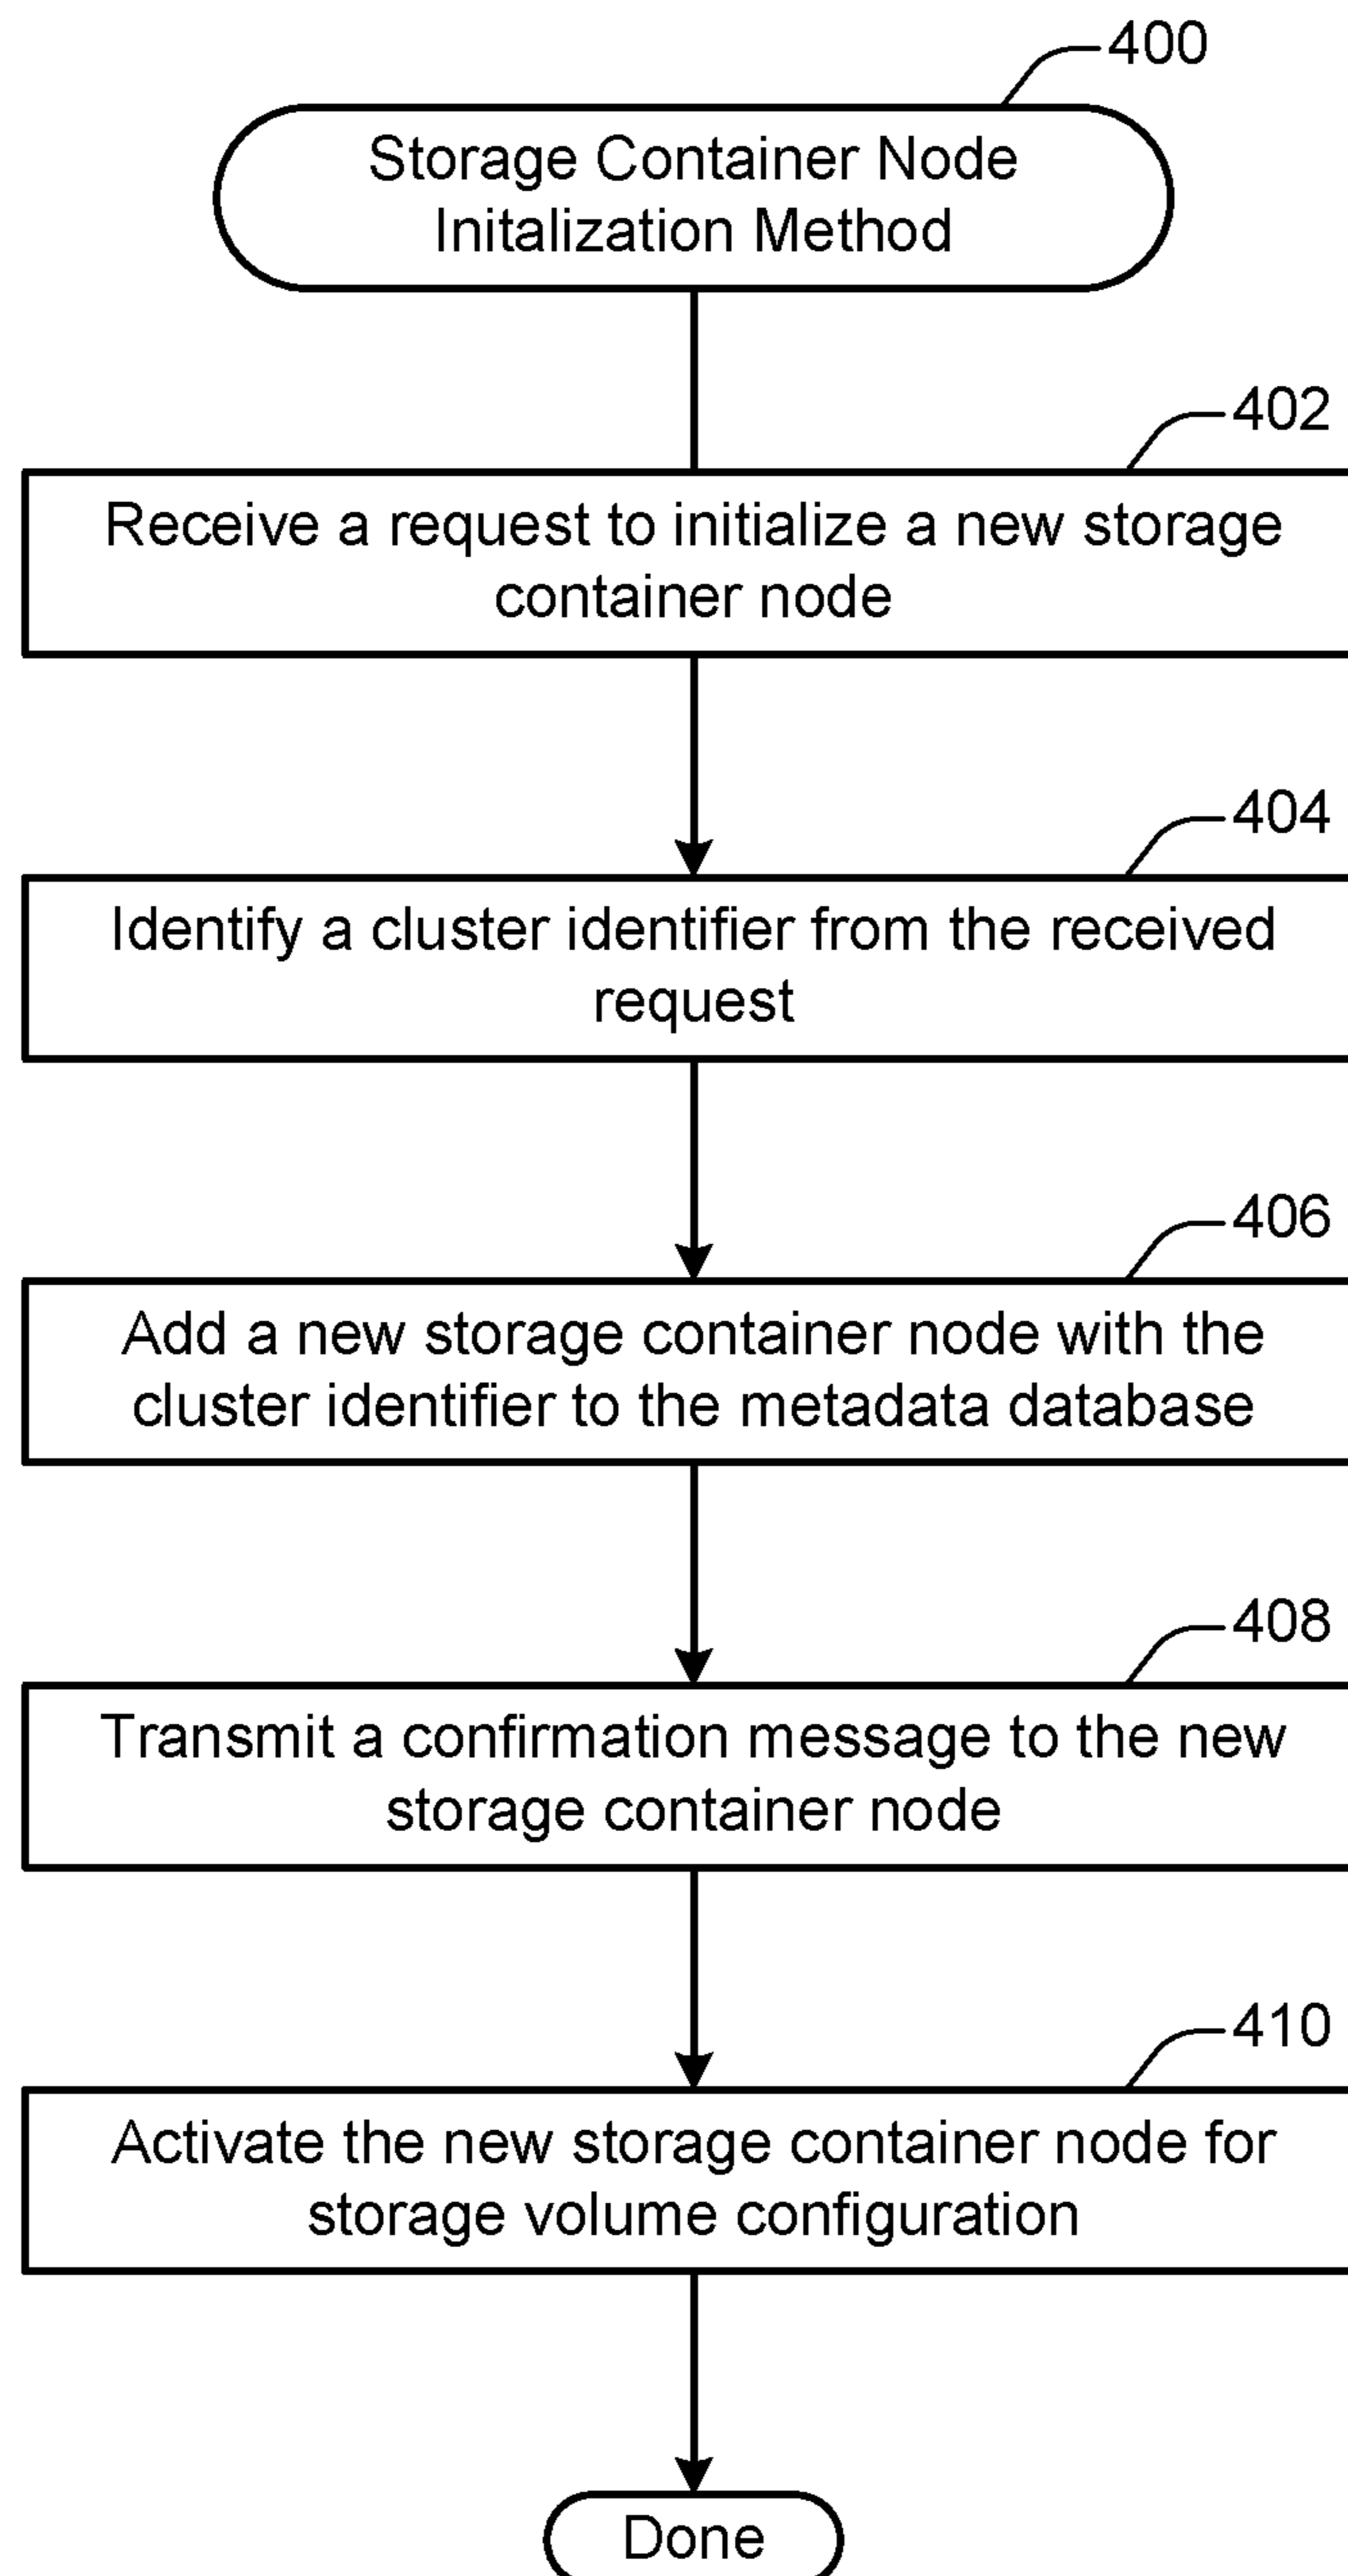 400
Storage Container Node
Initalization Method
402
Receive a request to initialize a new storage
container node
404
Identify a cluster identifier from the received
request
406
Add a new storage container node with the
cluster identifier to the metadata database
408
Transmit a confirmation message to the new
storage container node
410
Activate the new storage container node for
storage volume configuration
Done